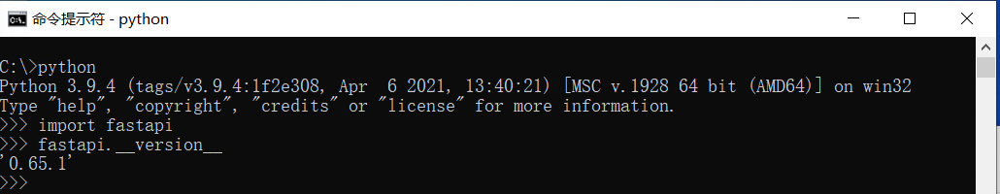 命令提示符 - python
C:\>python
Python 3.9.4 (tags/v3.9.4:1f2e308, Apr  6 2021, 13:40:21) [MSC v.1928 64 bit (AMD64)] on win32
Type "help", "copyright", "credits" or "license" for more information.
>>> import fastapi
>>> fastapi.__version__
'0.65.1'
>>>